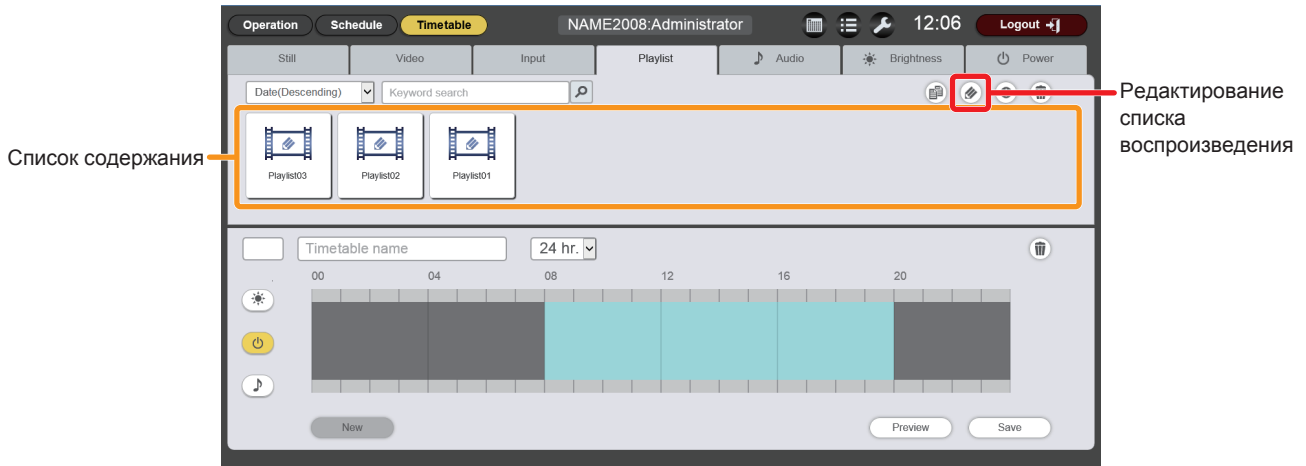 Operation Schedule Timetable NAME2008:Administrator 12:06 Logout
Still Video Input Playlist Audio Brightness Power
Date(Descending) Keyword search
Редактирование
списка
воспроизведения
Список содержания
Playlist03 Playlist02 Playlist01
Timetable name 24 hr.
00 04 08 12 16 20
New Preview Save